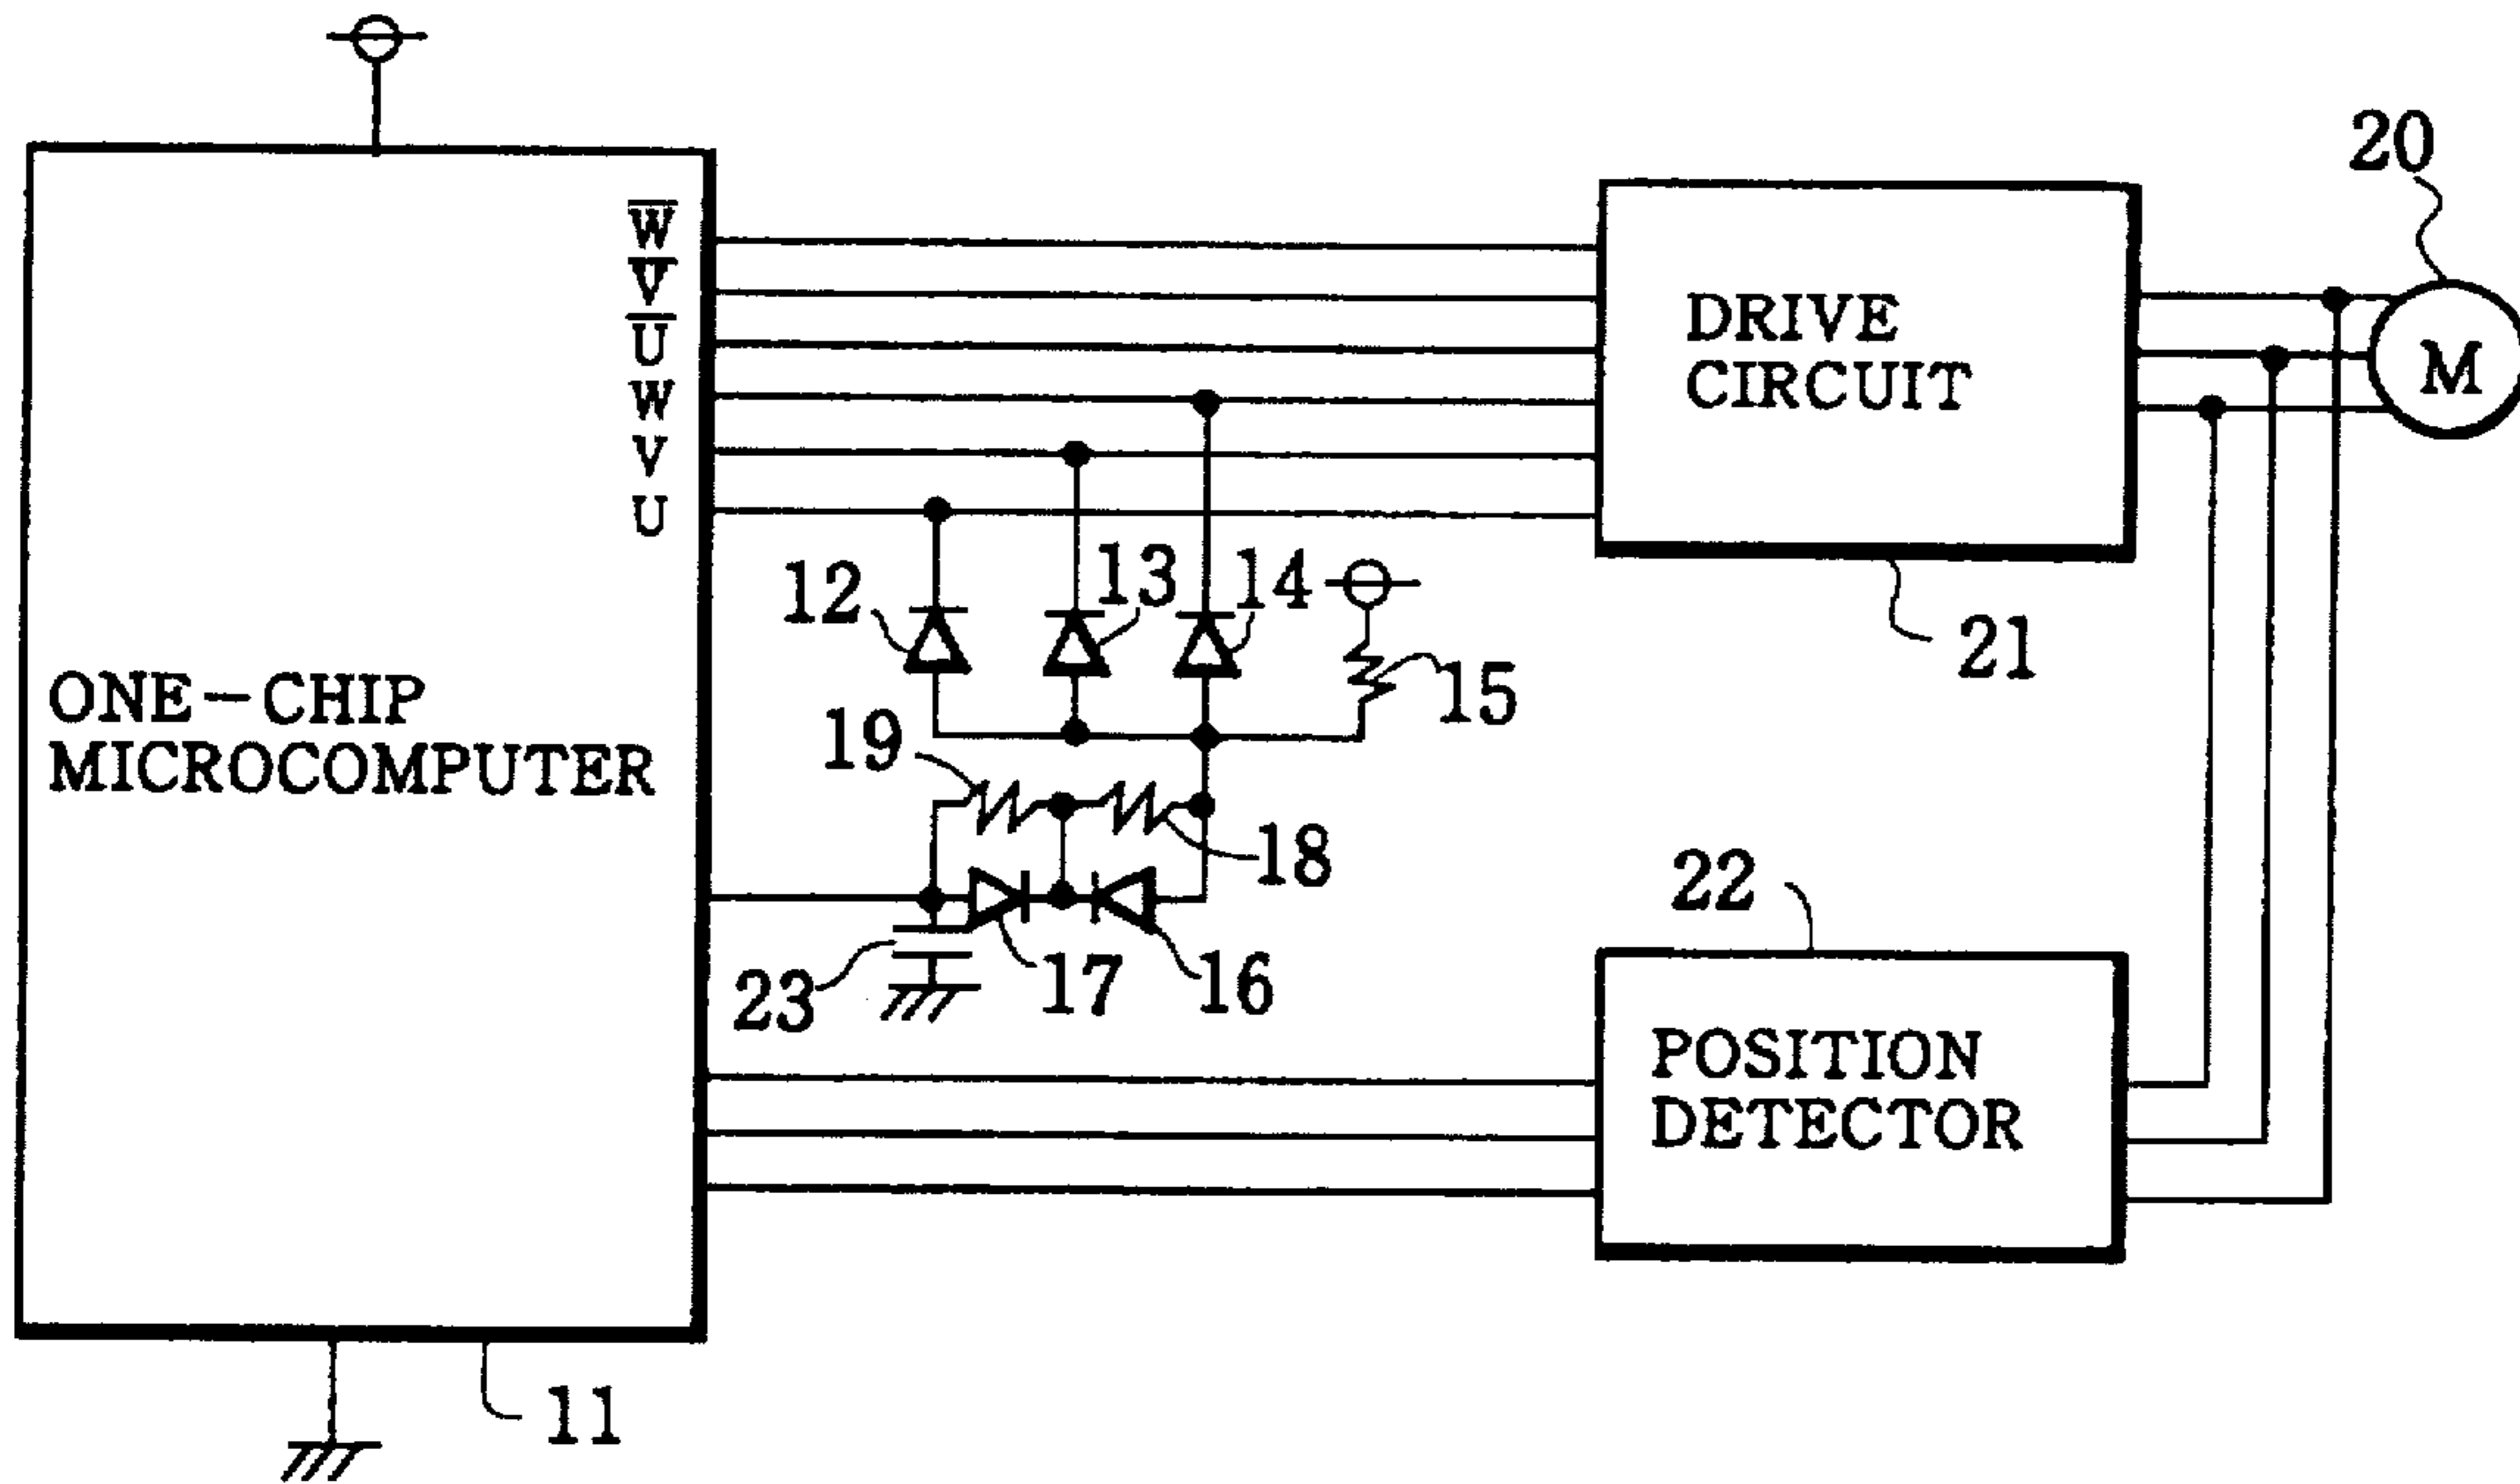 20
W̅
V̅
U̅
W
V
U
DRIVE
CIRCUIT
M
12
13
14
21
15
ONE-CHIP
MICROCOMPUTER
19
18
22
23
17
16
POSITION
DETECTOR
11